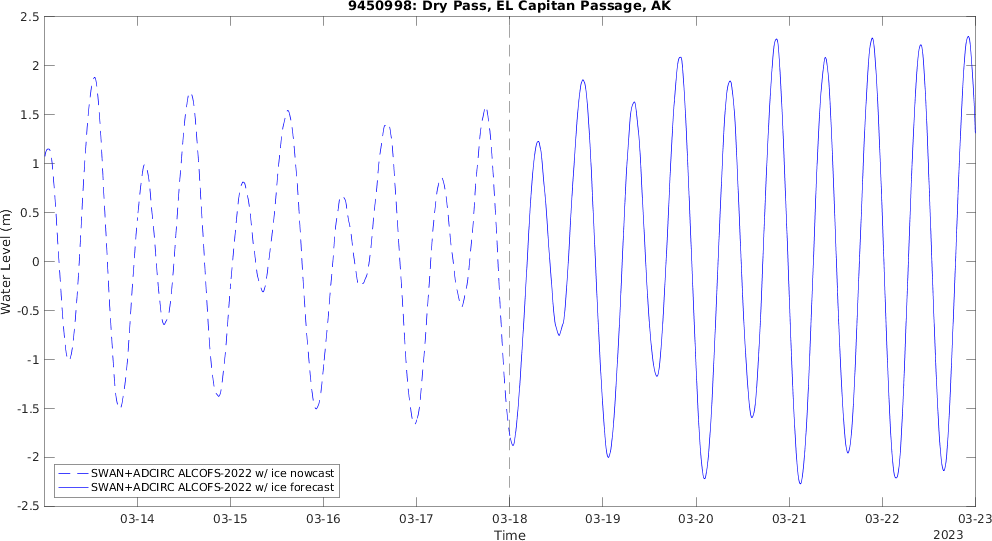 9450998: Dry Pass, EL Capitan Passage, AK
2.5
2
1.5
1
0.5
0
-0.5
-1
-1.5
-2
-2.5
Water Level (m)
SWAN+ADCIRC ALCOFS-2022 w/ ice nowcast
SWAN+ADCIRC ALCOFS-2022 w/ ice forecast
03-14 03-15 03-16 03-17 03-18 03-19 03-20 03-21 03-22 03-23
Time
2023